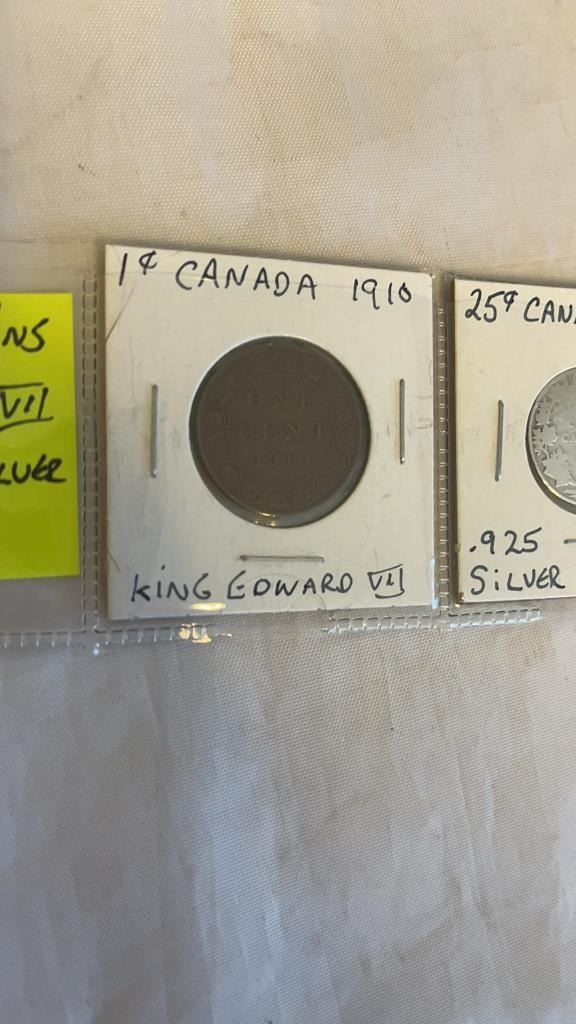 NS
VII
LVER
1¢ CANADA 1910
ONE
CENT
KING EDWARD VII
25¢ CAN
.925
SILVER